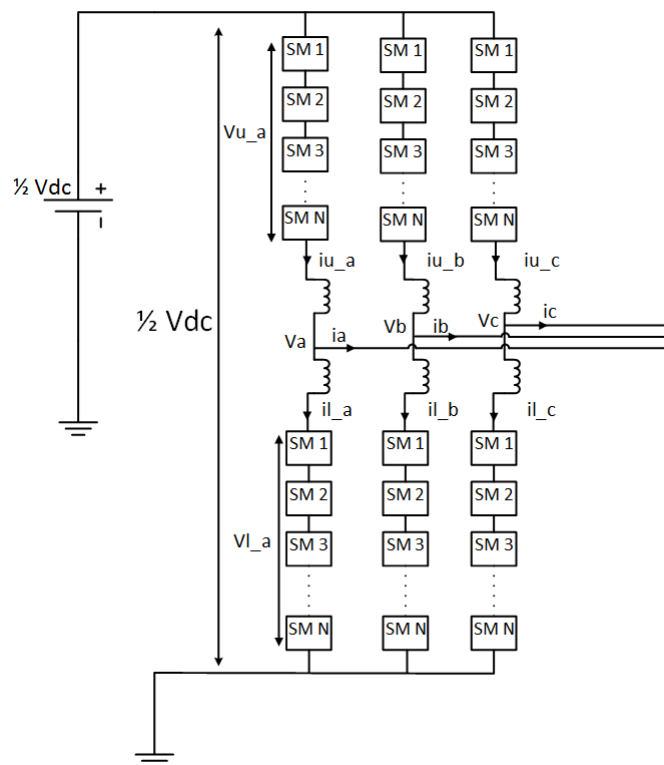 SM 1 SM 1 SM 1
SM 2 SM 2 SM 2
Vu_a
SM 3 SM 3 SM 3
½ Vdc + -
SM N SM N SM N
iu_a iu_b iu_c
½ Vdc
Va ia Vb ib Vc ic
il_a il_b il_c
SM 1 SM 1 SM 1
SM 2 SM 2 SM 2
Vl_a
SM 3 SM 3 SM 3
SM N SM N SM N